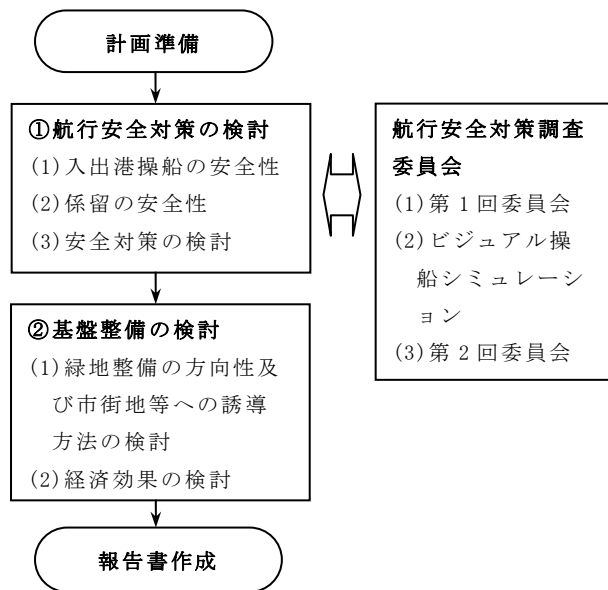 計画準備
①航行安全対策の検討
(1)入出港操船の安全性
(2)係留の安全性
(3)安全対策の検討
航行安全対策調査
委員会
(1)第1回委員会
(2)ビジュアル操
船シミュレーシ
ョン
(3)第2回委員会
②基盤整備の検討
(1)緑地整備の方向性及
び市街地等への誘導
方法の検討
(2)経済効果の検討
報告書作成